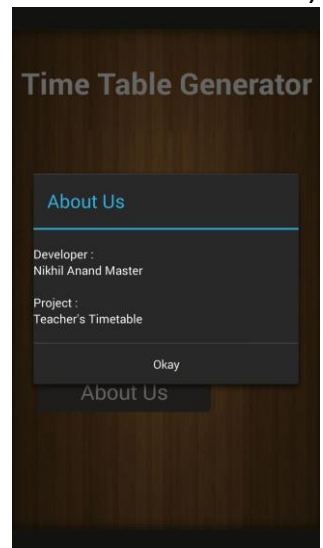 Time Table Generator
About Us
Developer :
Nikhil Anand Master
Project :
Teacher's Timetable
Okay
About Us